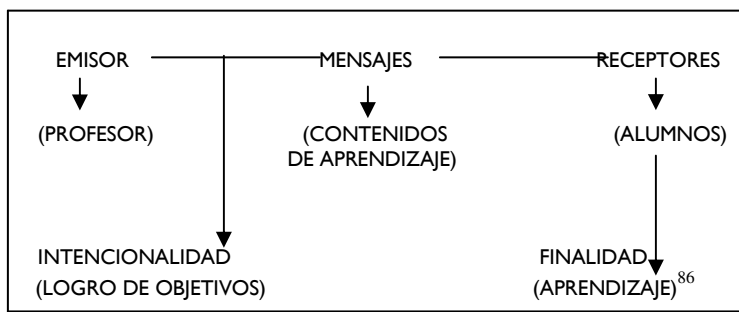 EMISOR MENSAJES RECEPTORES
(PROFESOR) (CONTENIDOS (ALUMNOS)
DE APRENDIZAJE)
INTENCIONALIDAD FINALIDAD
(LOGRO DE OBJETIVOS) (APRENDIZAJE)86